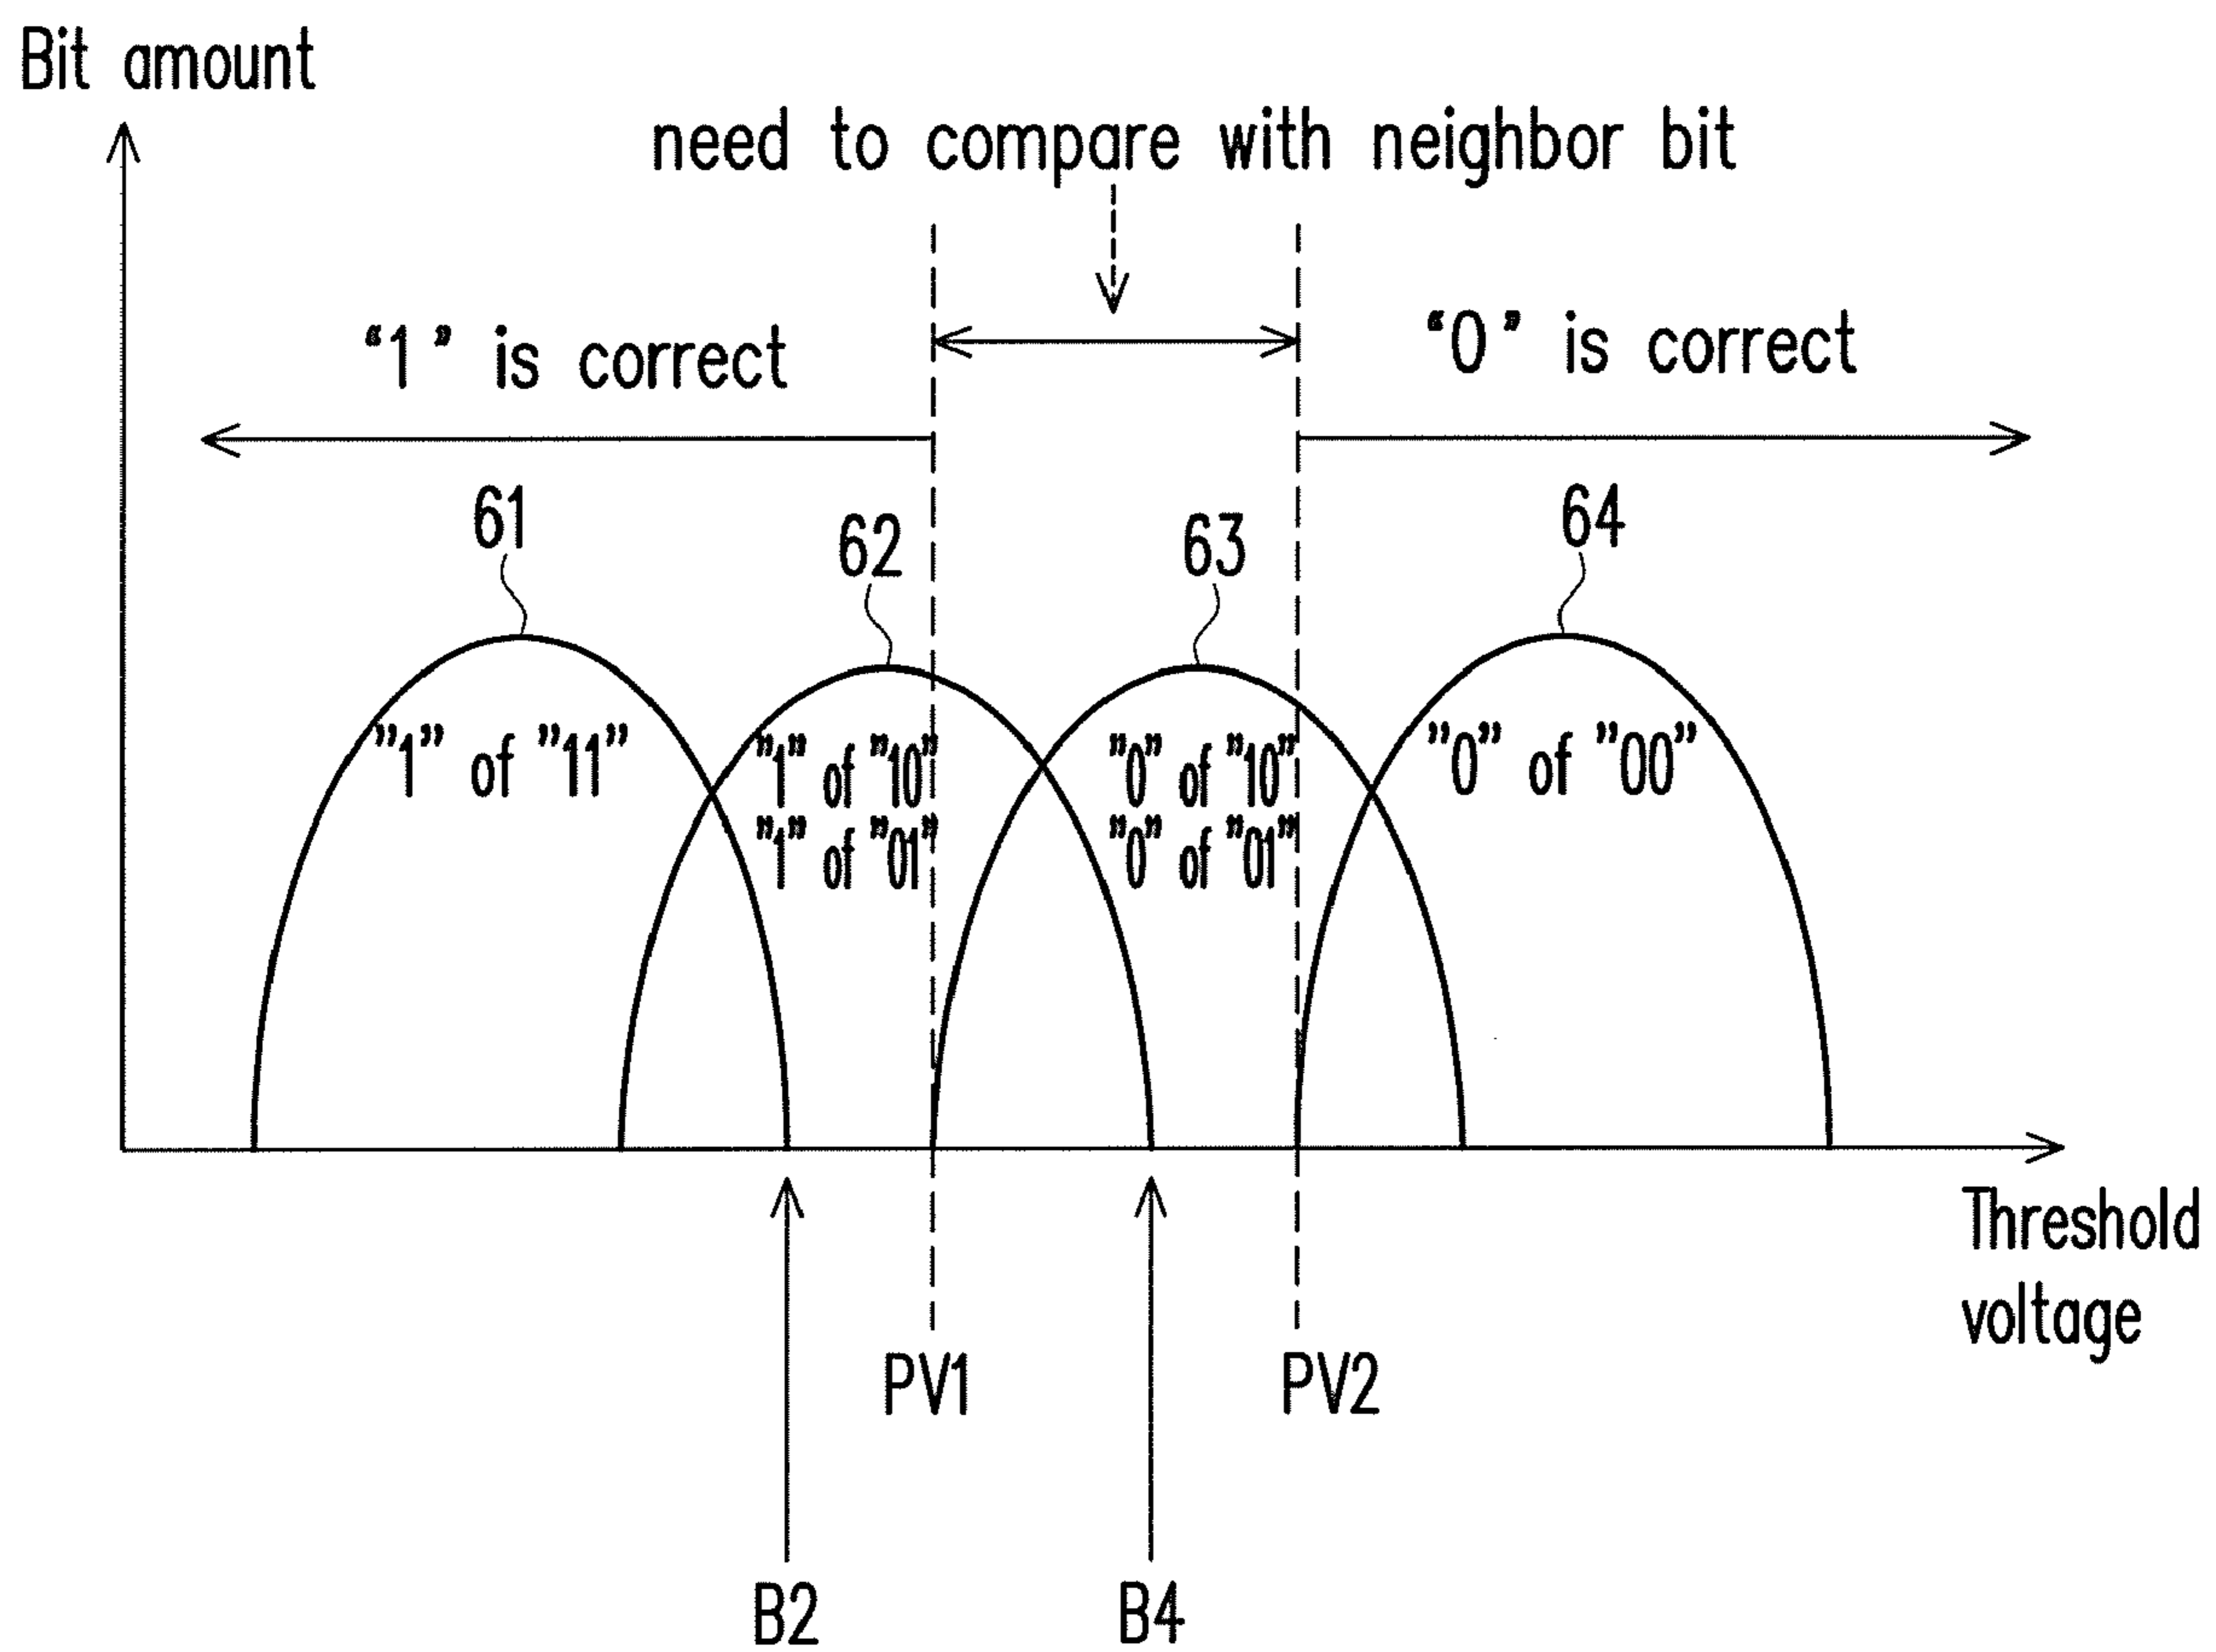 Bit amount
need to compare with neighbor bit
“1” is correct
“0” is correct
61
62
63
64
”1” of ”11”
”1” of ”10”
”1” of ”01”
”0” of ”10”
”0” of ”01”
”0” of ”00”
Threshold
voltage
PV1
PV2
B2
B4